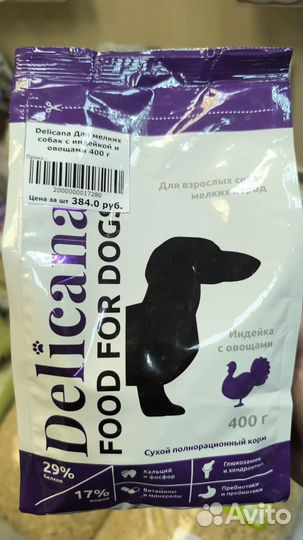 Delicana Для мелких
собак с индейкой и
овощами 400 г
Произ.:
2000000017280
Цена за шт 384.0 руб.
Для взрослых собак
мелких пород
Delicana
FOOD FOR DOGS
Индейка
с овощами
400 г
Сухой полнорационный корм
29%
белков
17%
жиров
Кальций
и фосфор
Витамины
и минералы
Глюкозамин
и хондроитин
Пребиотики
и пробиотики
Avito